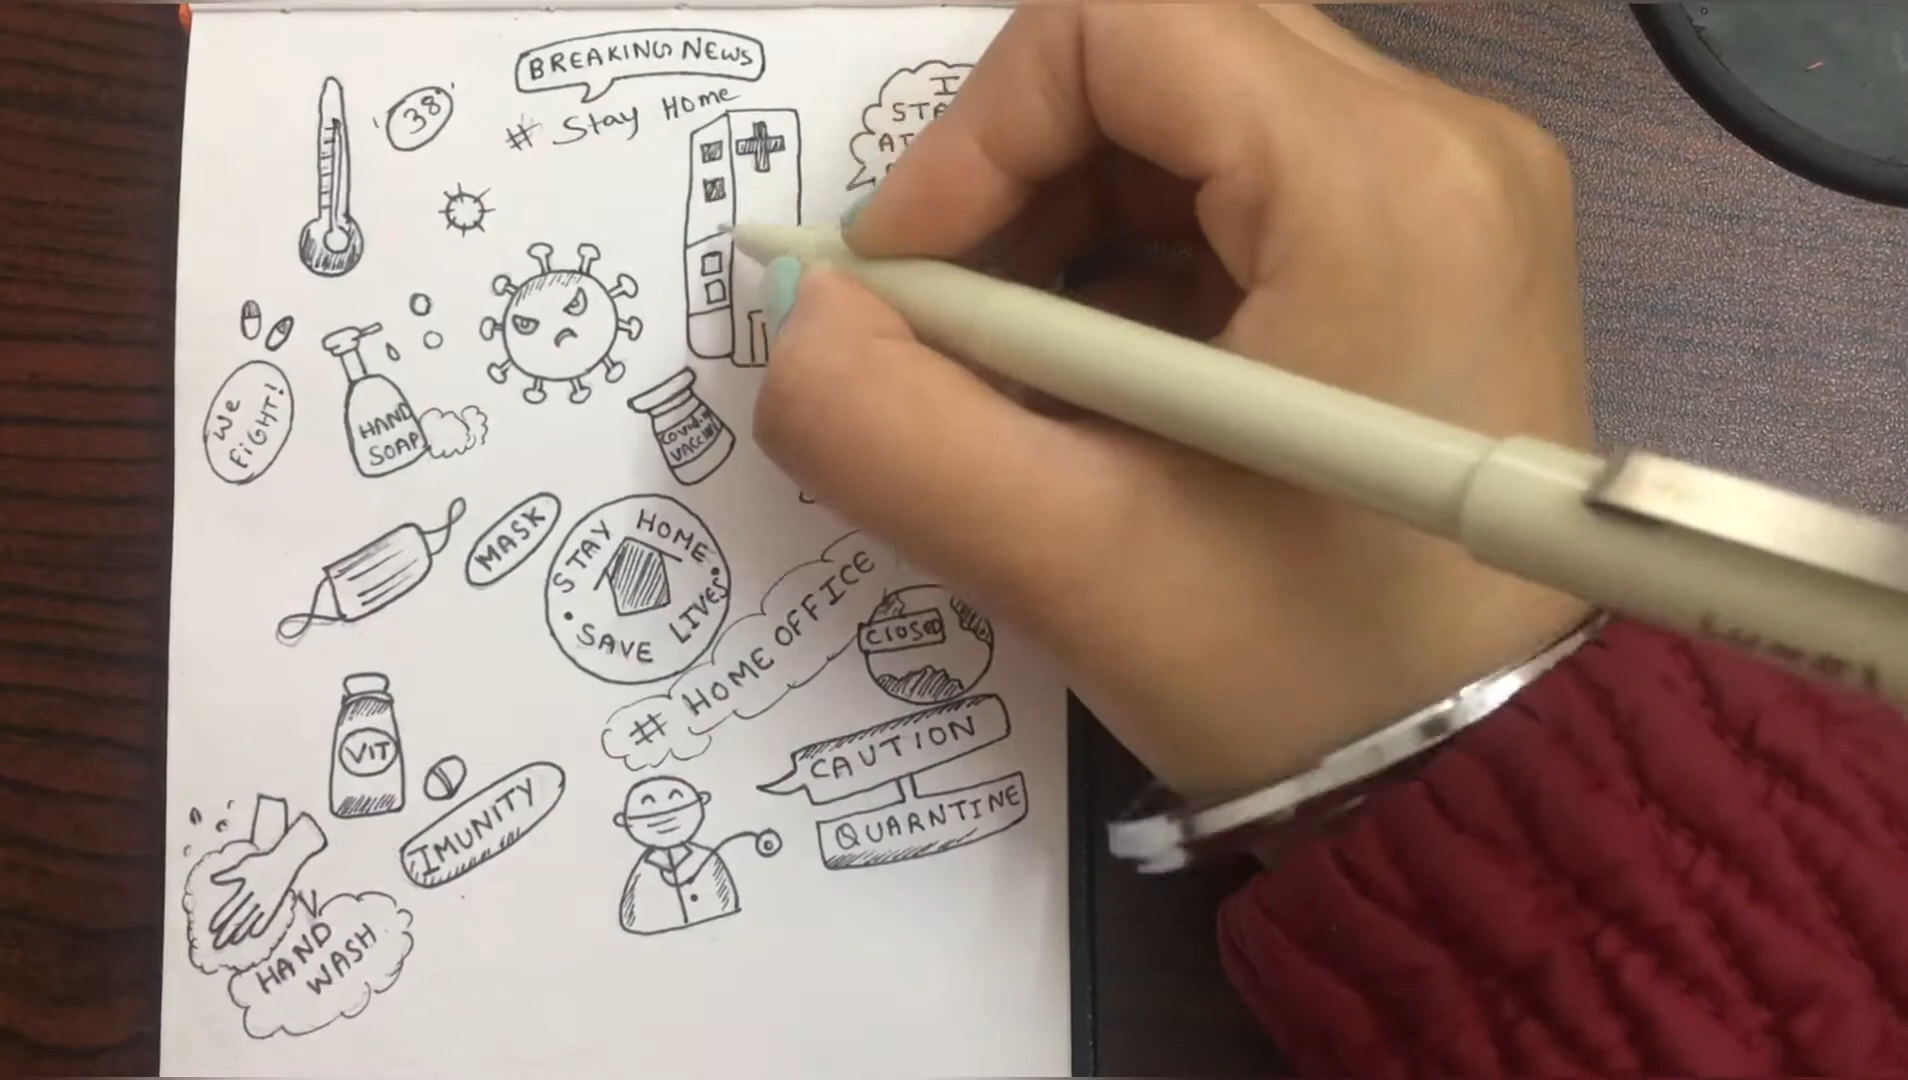 BREAKING NEWS
# Stay Home
38
I
AT
WE
FIGHT!
HAND
SOAP
MASK
STAY HOME
SAVE LIVES
# HOME OFFICE
CLOSED
VIT
IMUNITY
CAUTION
QUARNTINE
HAND
WASH